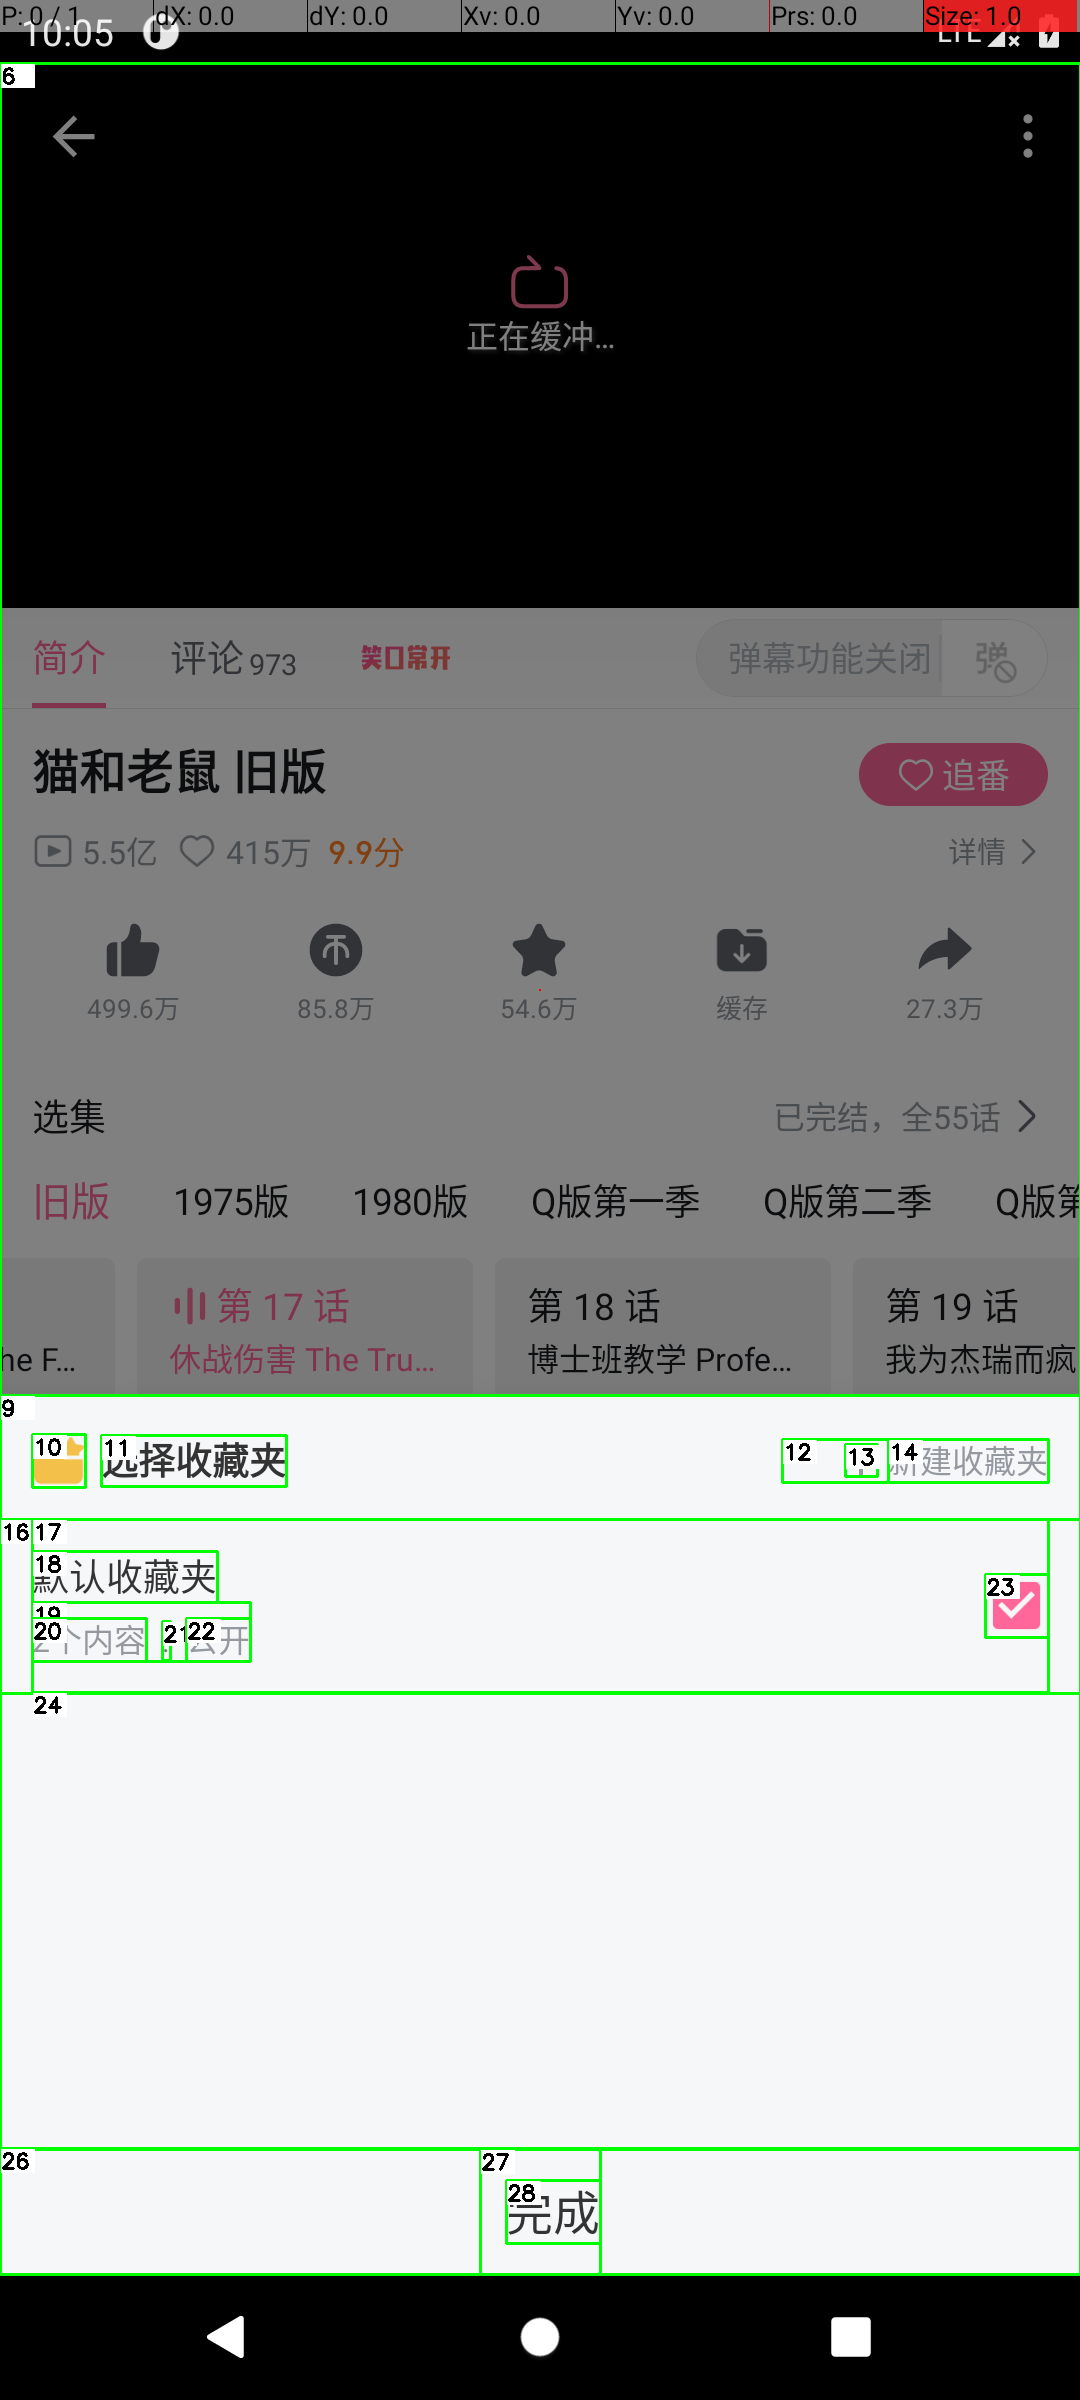 P: 0 / 1 dX: 0.0 dY: 0.0 Xv: 0.0 Yv: 0.0 Prs: 0.0 Size: 1.0
10:05 LTE
6
正在缓冲...
简介 评论 973 笑口常开 弹幕功能关闭 弹
猫和老鼠 旧版 追番
5.5亿 415万 9.9分 详情
499.6万 85.8万 54.6万 缓存 27.3万
选集 已完结，全55话
旧版 1975版 1980版 Q版第一季 Q版第二季 Q版第
第 17 话 第 18 话 第 19 话
he F... 休战伤害 The Tru... 博士班教学 Profe... 我为杰瑞而疯
9
10 11 选择收藏夹 12 13 14 新建收藏夹
16 17
18 默认收藏夹 23
19
20 2个内容 21 22 公开
24
26 27
28 完成